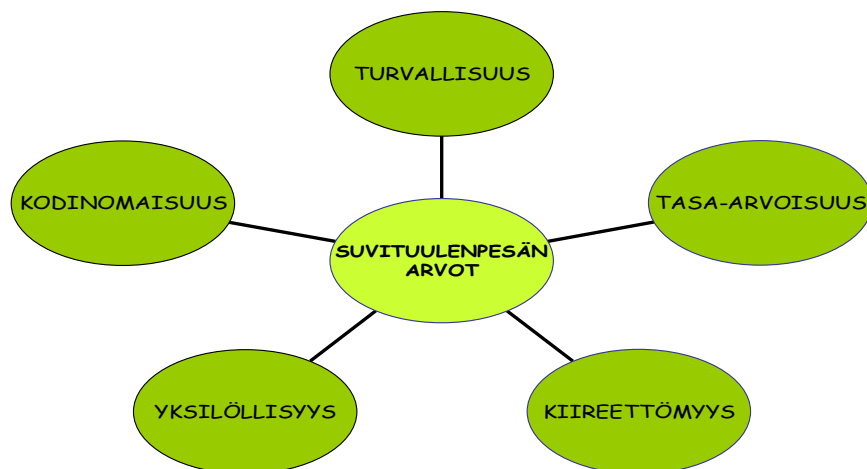 TURVALLISUUS
KODINOMAISUUS
TASA-ARVOISUUS
SUVITUULENPESÄN
ARVOT
YKSILÖLLISYYS
KIIREETTÖMYYS